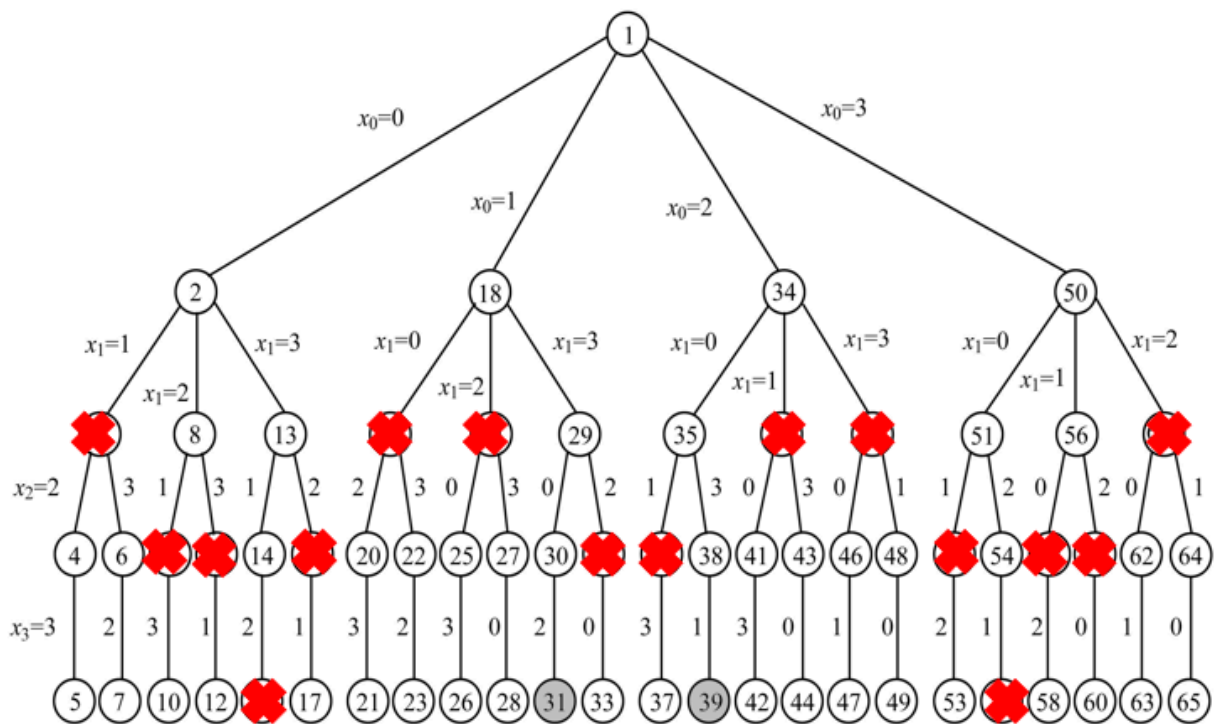 1
x0=0 x0=1 x0=2 x0=3
2 18 34 50
x1=1 x1=2 x1=3 x1=0 x1=2 x1=3 x1=0 x1=1 x1=3 x1=0 x1=1 x1=2
8 13 29 35 51 56
x2=2 3 1 3 1 2 2 3 0 3 0 2 1 3 0 3 0 1 1 2 0 2 0 1
4 6 14 20 22 25 27 30 38 41 43 46 48 54 62 64
x3=3 2 3 1 2 1 3 2 3 0 2 0 3 1 3 0 1 0 2 1 2 0 1 0
5 7 10 12 17 21 23 26 28 31 33 37 39 42 44 47 49 53 58 60 63 65